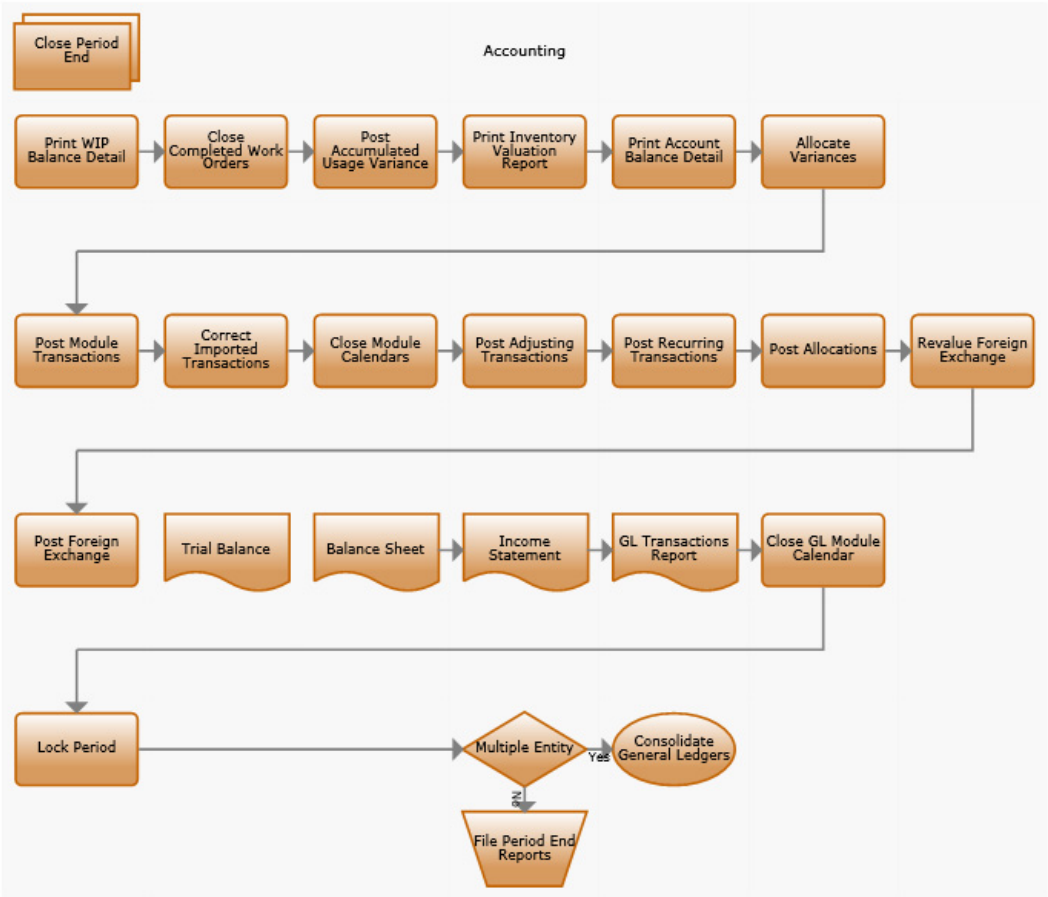 Close Period
End
Accounting
Print WIP
Balance Detail
Close
Completed Work
Orders
Post
Accumulated
Usage Variance
Print Inventory
Valuation
Report
Print Account
Balance Detail
Allocate
Variances
Post Module
Transactions
Correct
Imported
Transactions
Close Module
Calendars
Post Adjusting
Transactions
Post Recurring
Transactions
Post Allocations
Revalue Foreign
Exchange
Post Foreign
Exchange
Trial Balance
Balance Sheet
Income
Statement
GL Transactions
Report
Close GL Module
Calendar
Lock Period
Multiple Entity
Yes
Consolidate
General Ledgers
No
File Period End
Reports